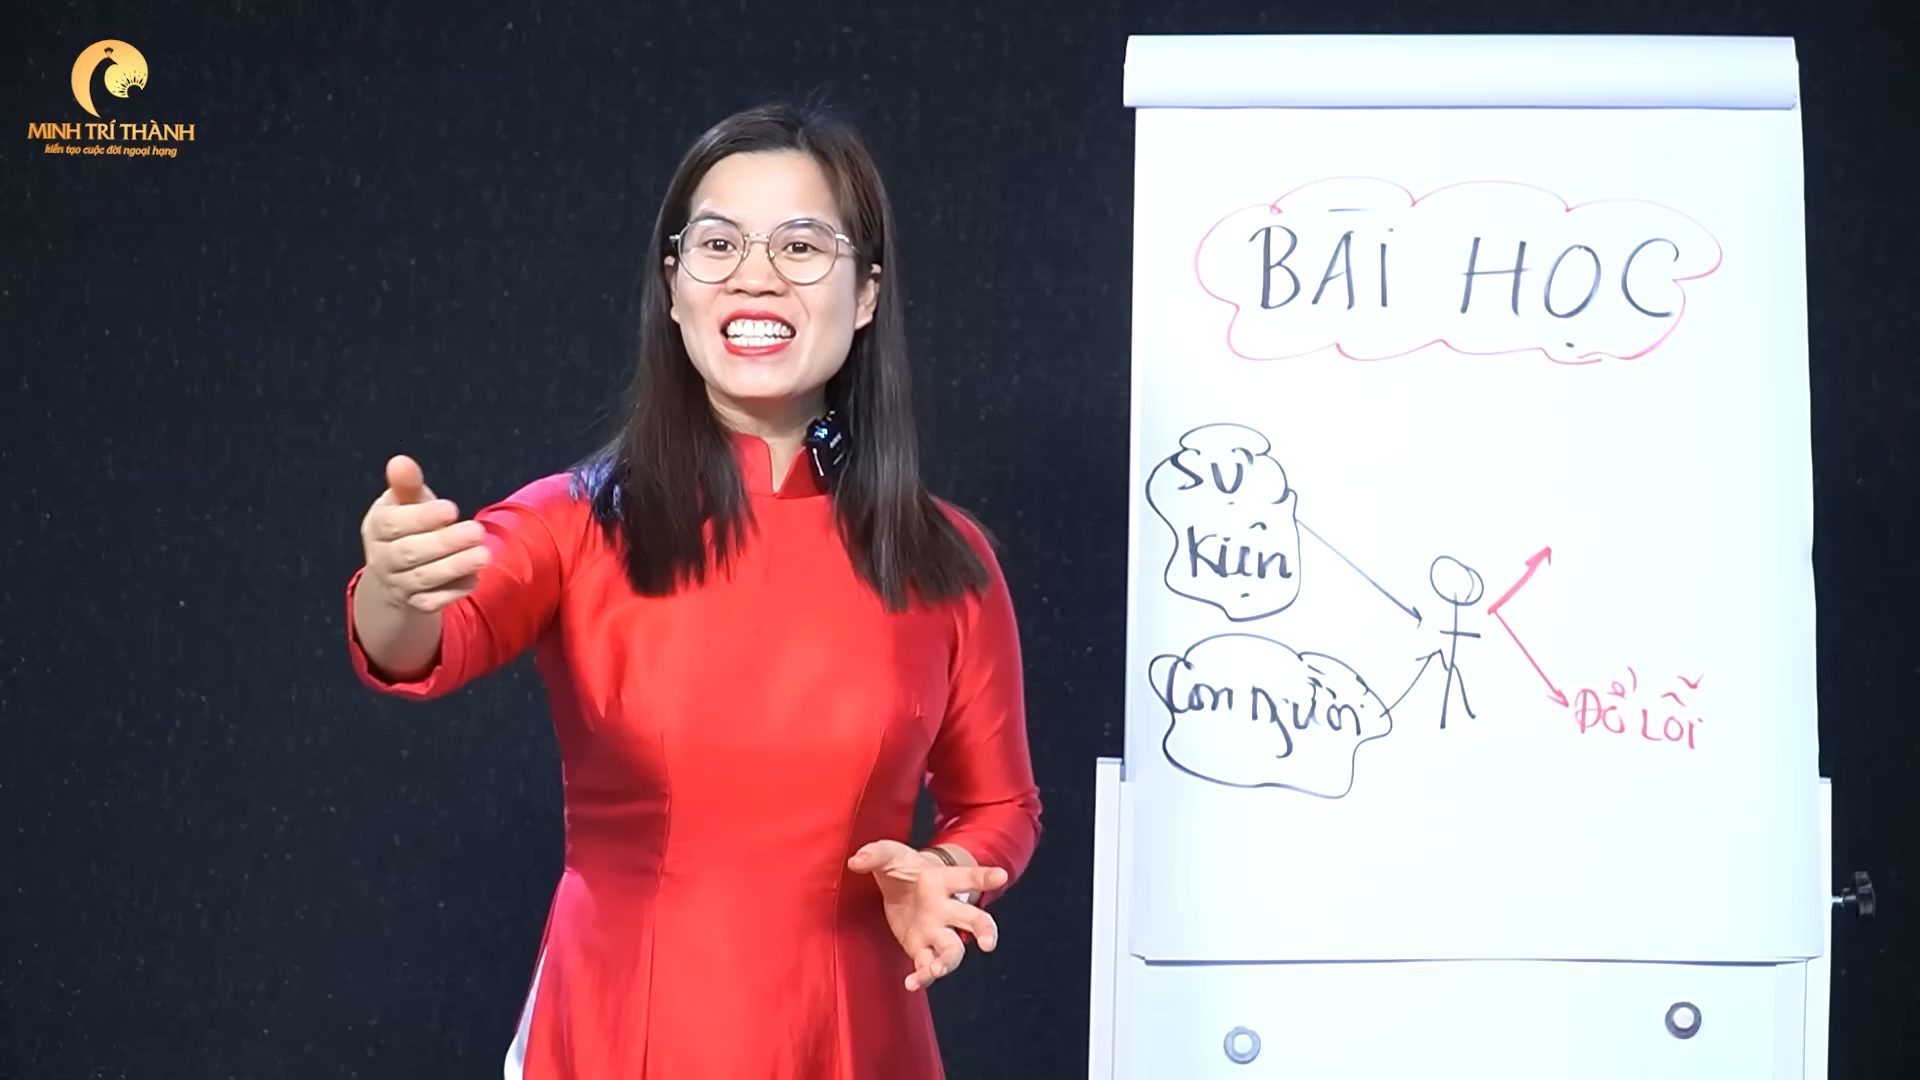 MINH TRÍ THÀNH
kiến tạo cuộc đời ngoại hạng
BÀI HỌC
SỰ
Kiện
Con người
ĐỔ LỖI